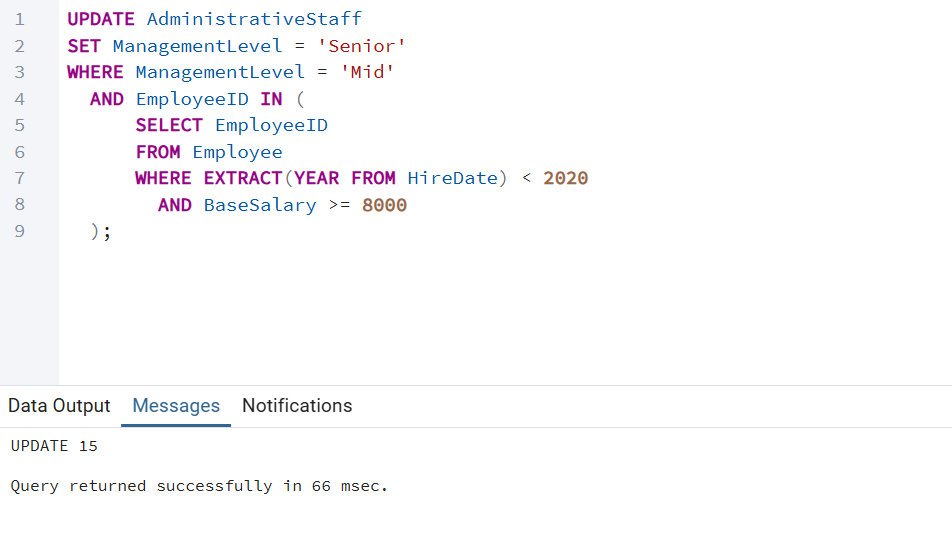 1 UPDATE AdministrativeStaff
2 SET ManagementLevel = 'Senior'
3 WHERE ManagementLevel = 'Mid'
4   AND EmployeeID IN (
5       SELECT EmployeeID
6       FROM Employee
7       WHERE EXTRACT(YEAR FROM HireDate) < 2020
8         AND BaseSalary >= 8000
9   );
Data Output Messages Notifications
UPDATE 15
Query returned successfully in 66 msec.